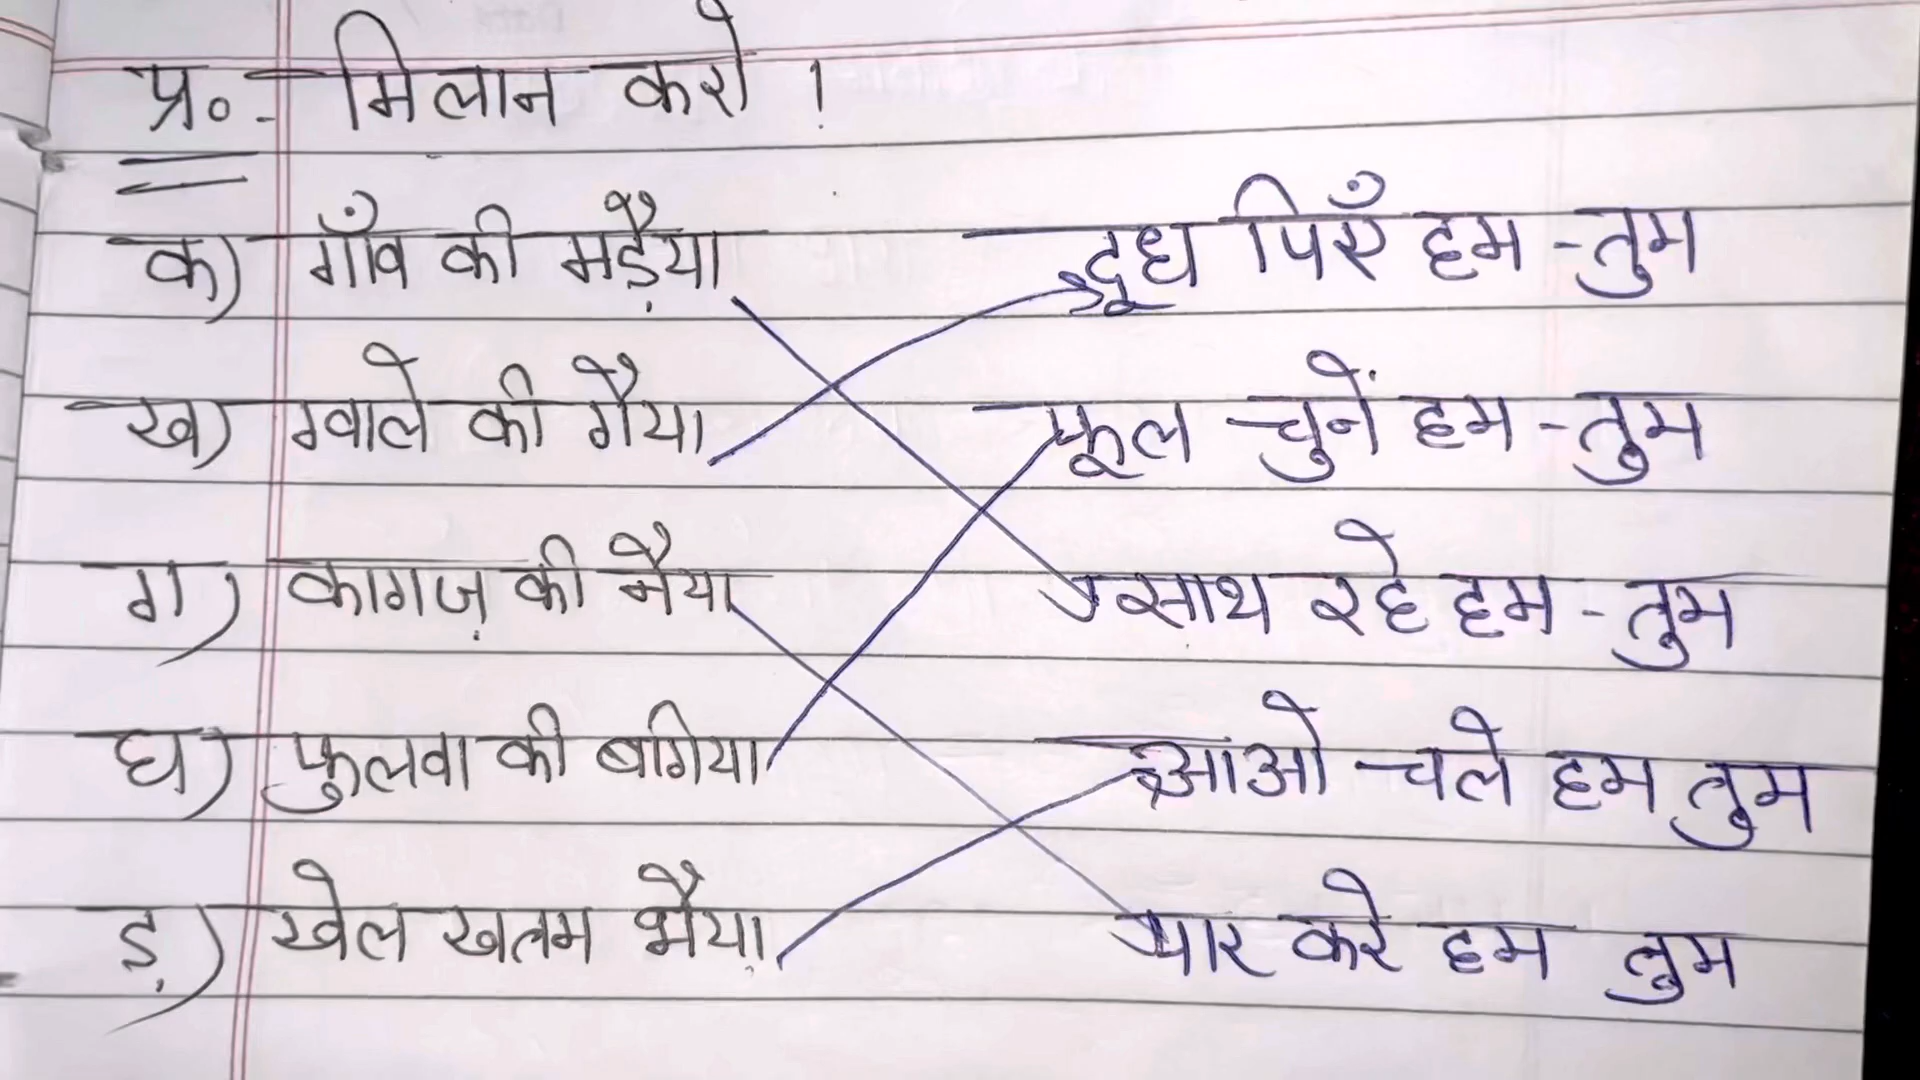 प्र०- मिलान करो !
क) गाँव की मड़ैया दूध पिएँ हम-तुम
ख) ग्वाले की गैया फूल चुनें हम-तुम
ग) कागज़ की नैया साथ रहे हम-तुम
घ) फुलवा की बगिया आओ चले हम तुम
ड़) खेल खतम भैया पार करे हम तुम